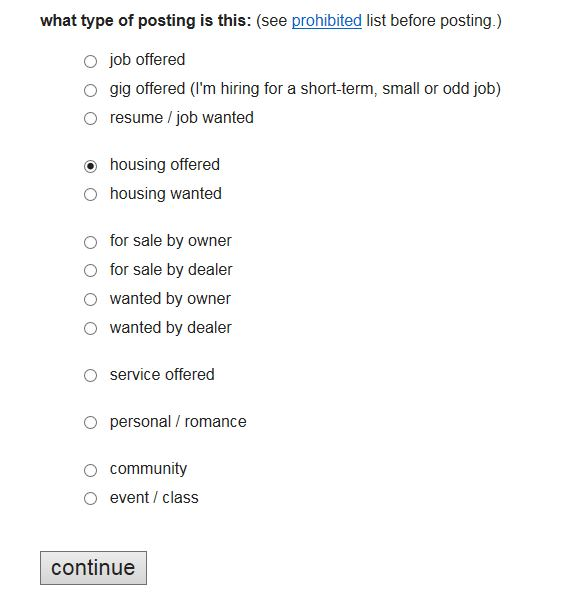 what type of posting is this: (see prohibited list before posting.)
job offered
gig offered (I'm hiring for a short-term, small or odd job)
resume / job wanted
housing offered
housing wanted
for sale by owner
for sale by dealer
wanted by owner
wanted by dealer
service offered
personal / romance
community
event / class
continue